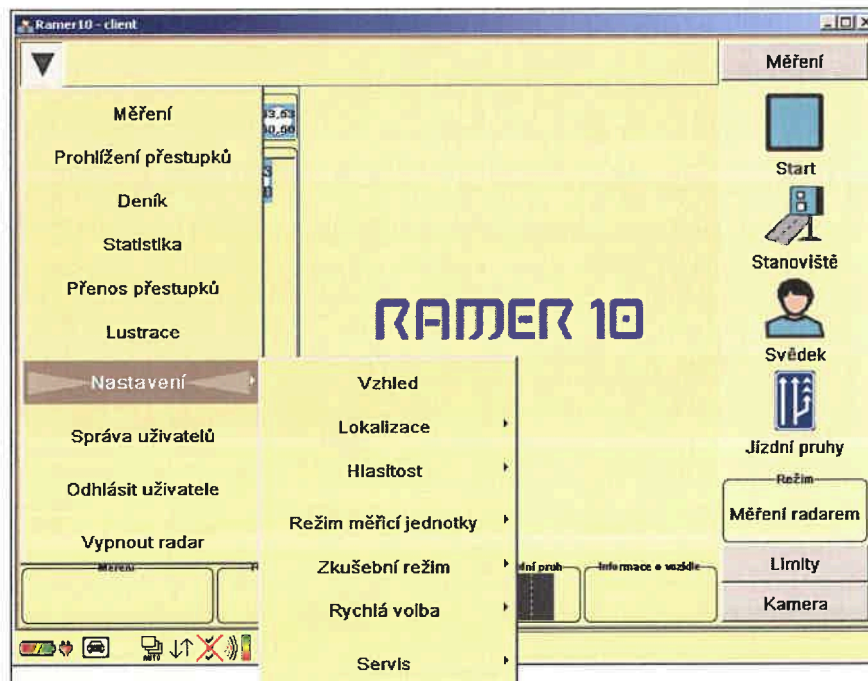 Ramer10 - client
Měření
Měření
Prohlížení přestupků
Deník
Statistika
Přenos přestupků
Lustrace
Nastavení
Správa uživatelů
Odhlásit uživatele
Vypnout radar
Vzhled
Lokalizace
Hlasitost
Režim měřicí jednotky
Zkušební režim
Rychlá volba
Servis
RAMER 10
Start
Stanoviště
Svědek
Jízdní pruhy
Režim
Měření radarem
Limity
Kamera
Měření
Informace o vozidle
AUTO